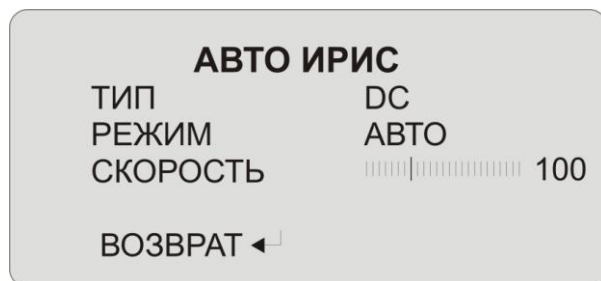 АВТО ИРИС
ТИП DC
РЕЖИМ АВТО
СКОРОСТЬ 100
ВОЗВРАТ